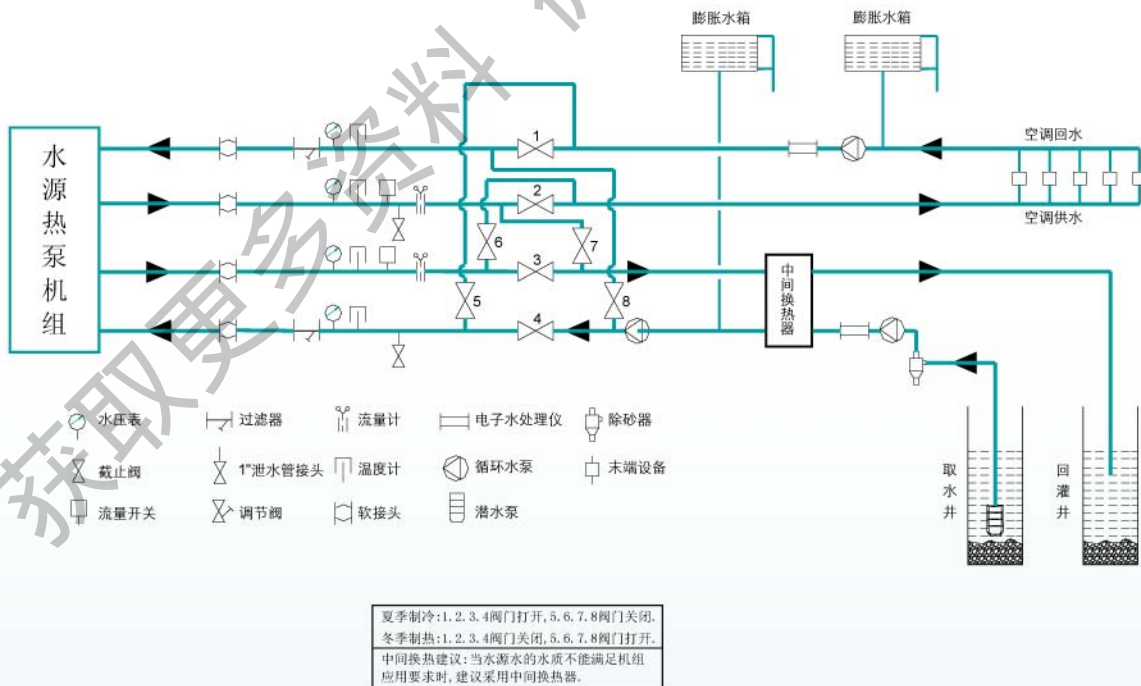 膨胀水箱
膨胀水箱
空调回水
空调供水
水源热泵机组
1
2
6
7
3
5
8
4
中间换热器
水压表
过滤器
流量计
电子水处理仪
除砂器
截止阀
1"泄水管接头
温度计
循环水泵
末端设备
流量开关
调节阀
软接头
潜水泵
取水井
回灌井
夏季制冷:1.2.3.4阀门打开,5.6.7.8阀门关闭.
冬季制热:1.2.3.4阀门关闭,5.6.7.8阀门打开.
中间换热建议:当水源水的水质不能满足机组
应用要求时,建议采用中间换热器.
获取更多资料